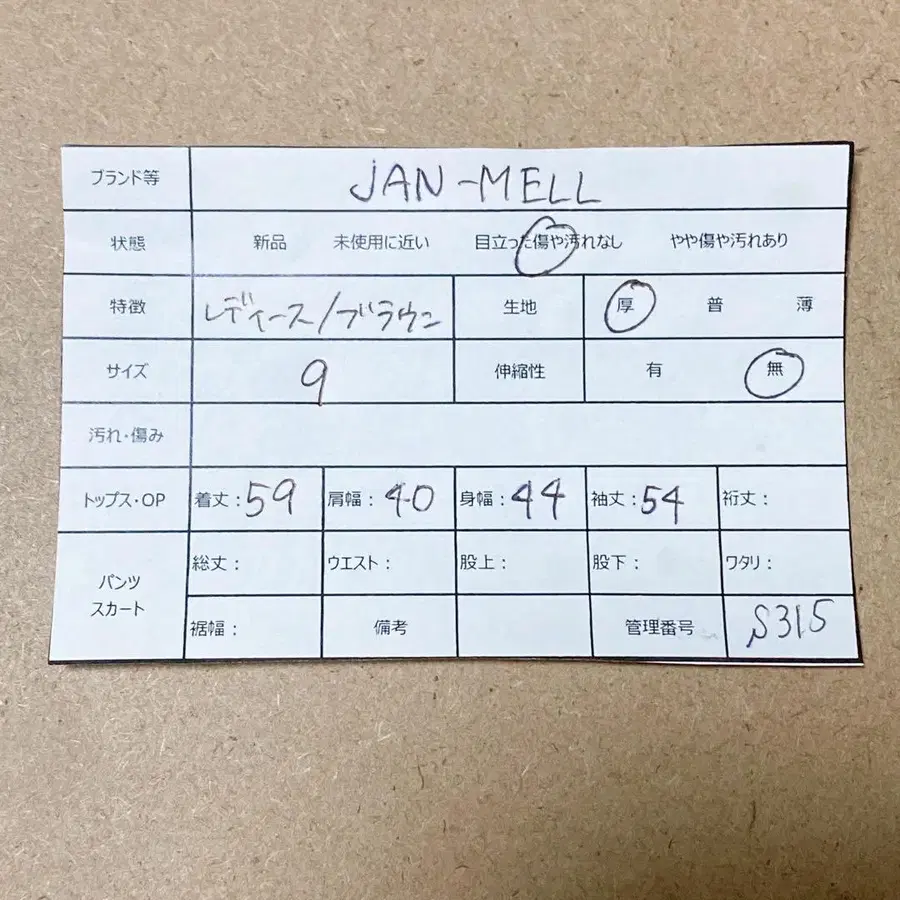 ブランド等 JAN-MELL
状態 新品 未使用に近い 目立った傷や汚れなし やや傷や汚れあり
特徴 レディース/ブラウン 生地 厚 普 薄
サイズ 9 伸縮性 有 無
汚れ・傷み
トップス・OP 着丈：59 肩幅：40 身幅：44 袖丈：54 裄丈：
パンツ スカート 総丈： ウエスト： 股上： 股下： ワタリ：
裾幅： 備考 管理番号 S315